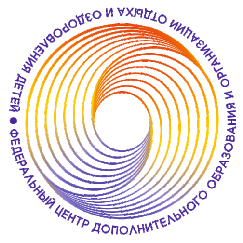 ФЕДЕРАЛЬНЫЙ ЦЕНТР ДОПОЛНИТЕЛЬНОГО ОБРАЗОВАНИЯ И ОРГАНИЗАЦИИ ОТДЫХА И ОЗДОРОВЛЕНИЯ ДЕТЕЙ •